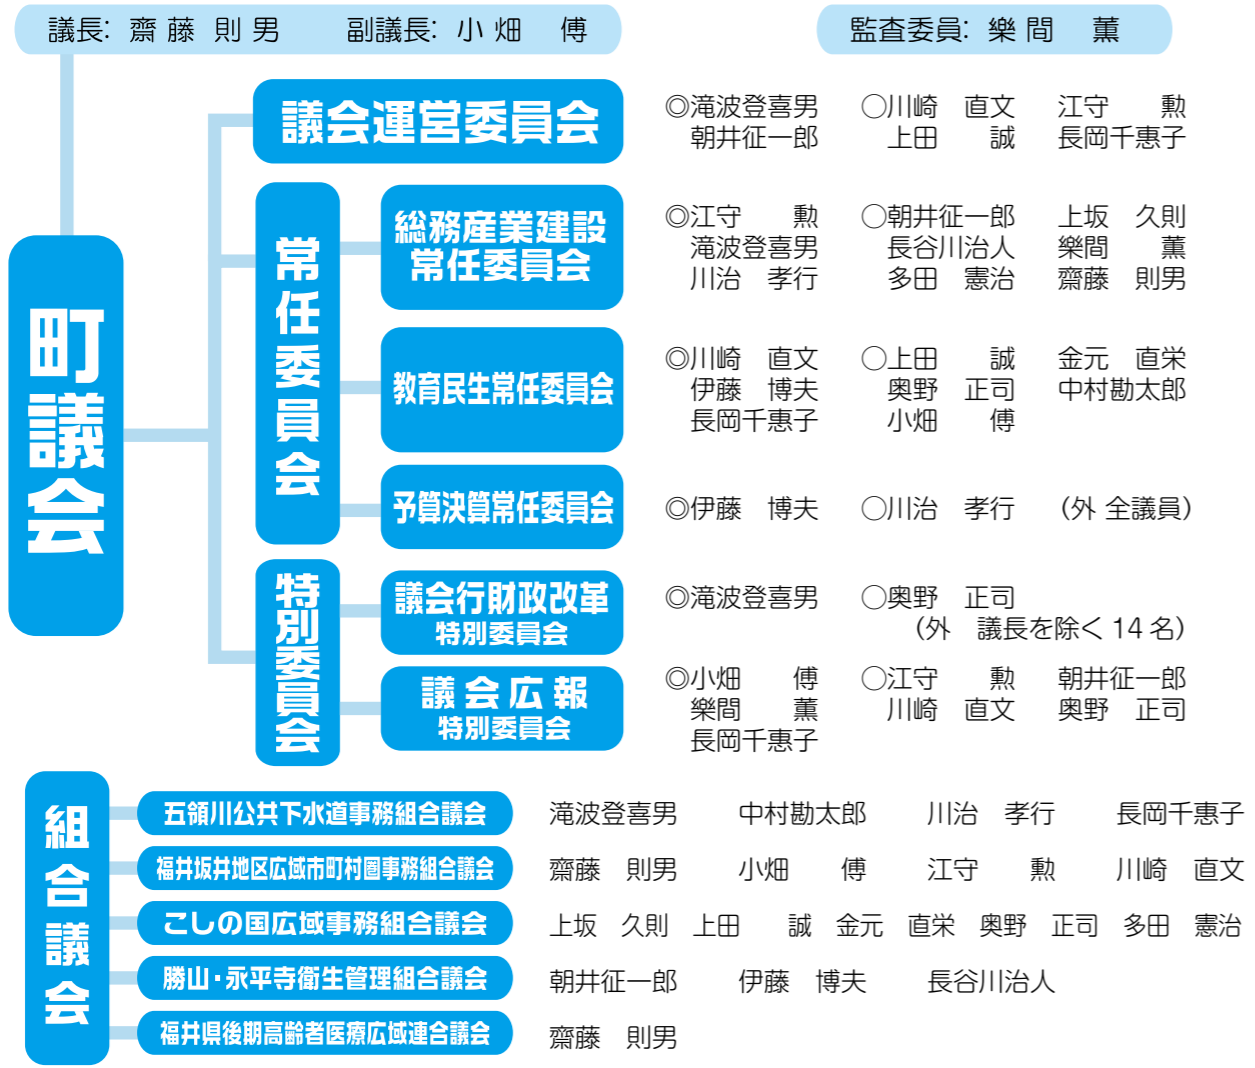 議長: 齋藤 則男　副議長: 小畑 傅
監査委員: 樂間 薫
町議会
議会運営委員会
◎滝波登喜男　○川崎 直文　江守 勲
朝井征一郎　上田 誠　長岡千惠子
常任委員会
総務産業建設
常任委員会
◎江守 勲　○朝井征一郎　上坂 久則
滝波登喜男　長谷川治人　樂間 薫
川治 孝行　多田 憲治　齋藤 則男
教育民生常任委員会
◎川崎 直文　○上田 誠　金元 直栄
伊藤 博夫　奥野 正司　中村勘太郎
長岡千惠子　小畑 傅
予算決算常任委員会
◎伊藤 博夫　○川治 孝行　（外 全議員）
特別委員会
議会行財政改革
特別委員会
◎滝波登喜男　○奥野 正司
（外 議長を除く14名）
議会広報
特別委員会
◎小畑 傅　○江守 勲　朝井征一郎
樂間 薫　川崎 直文　奥野 正司
長岡千惠子
組合議会
五領川公共下水道事務組合議会
滝波登喜男　中村勘太郎　川治 孝行　長岡千惠子
福井坂井地区広域市町村圏事務組合議会
齋藤 則男　小畑 傅　江守 勲　川崎 直文
こしの国広域事務組合議会
上坂 久則　上田 誠　金元 直栄　奥野 正司　多田 憲治
勝山・永平寺衛生管理組合議会
朝井征一郎　伊藤 博夫　長谷川治人
福井県後期高齢者医療広域連合議会
齋藤 則男